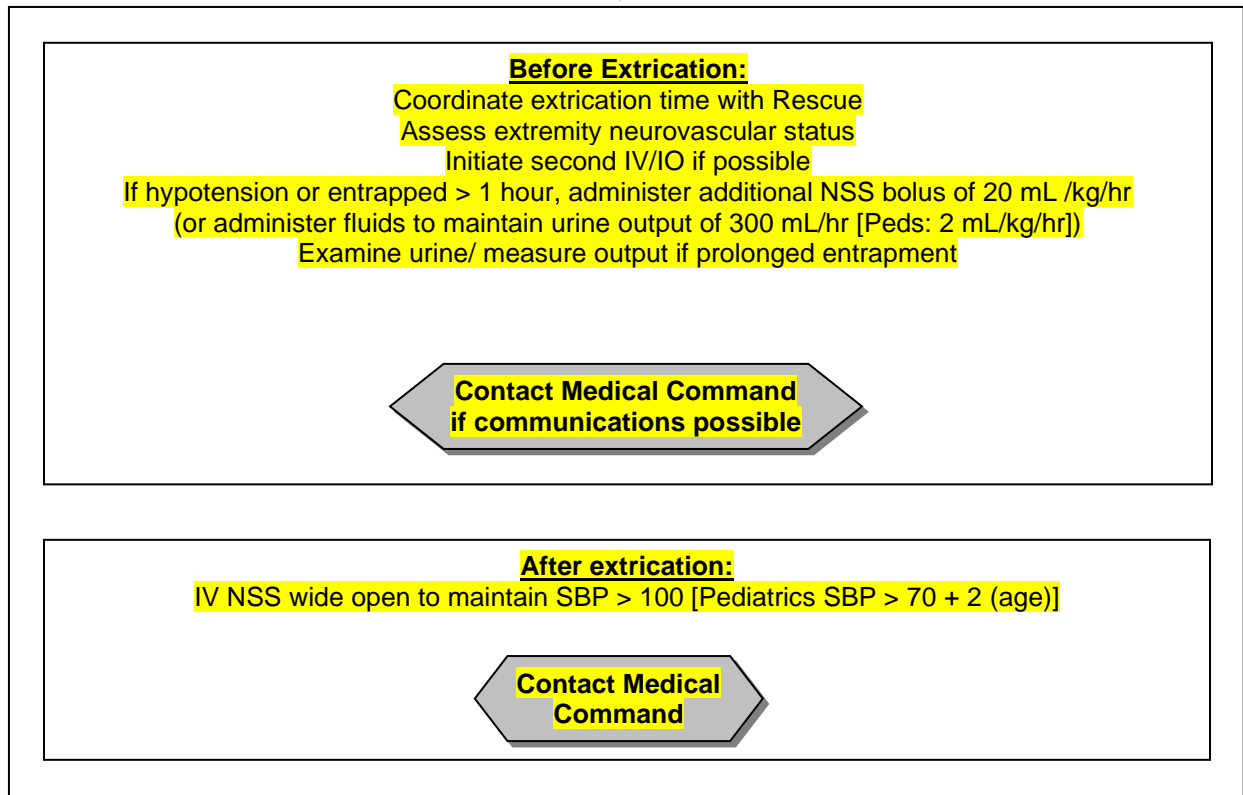 Before Extrication:
Coordinate extrication time with Rescue
Assess extremity neurovascular status
Initiate second IV/IO if possible
If hypotension or entrapped > 1 hour, administer additional NSS bolus of 20 mL /kg/hr
(or administer fluids to maintain urine output of 300 mL/hr [Peds: 2 mL/kg/hr])
Examine urine/ measure output if prolonged entrapment
Contact Medical Command
if communications possible
After extrication:
IV NSS wide open to maintain SBP > 100 [Pediatrics SBP > 70 + 2 (age)]
Contact Medical
Command